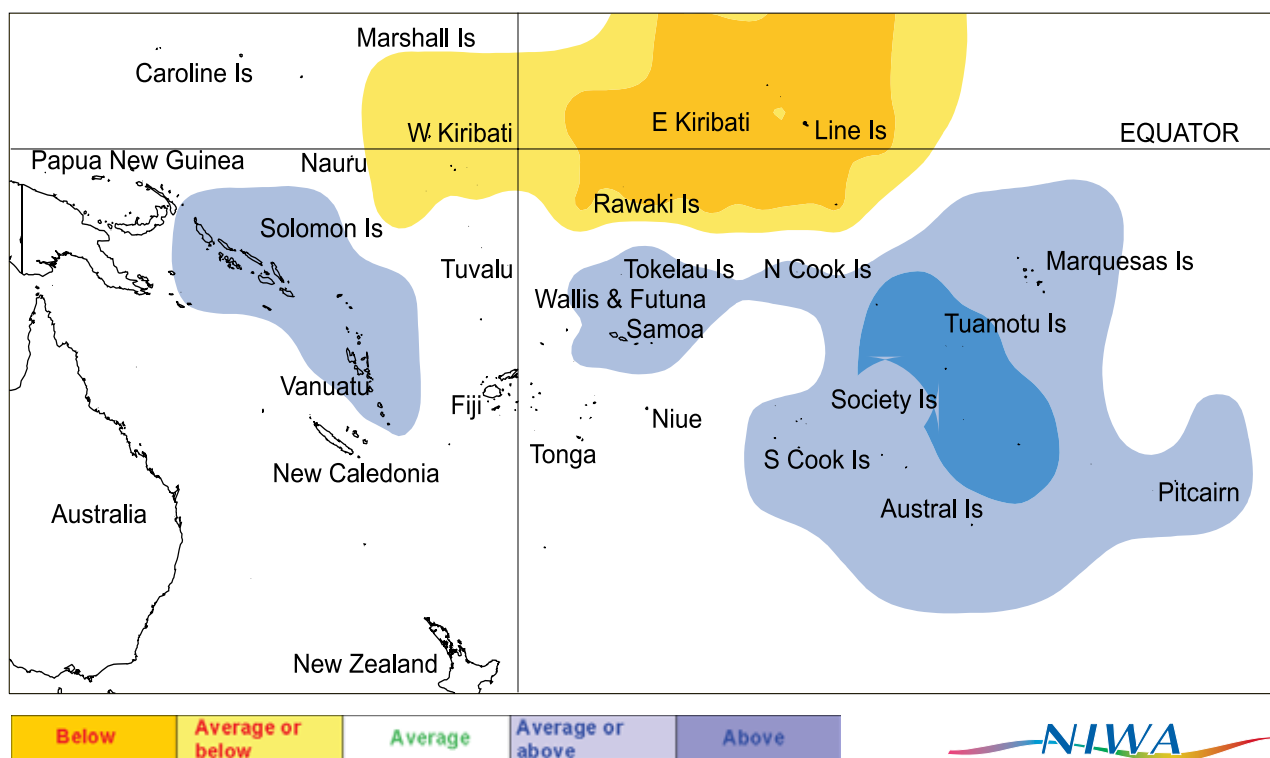 Marshall Is
Caroline Is
W Kiribati
E Kiribati
Line Is
EQUATOR
Papua New Guinea
Nauru
Rawaki Is
Solomon Is
Tuvalu
Tokelau Is
N Cook Is
Marquesas Is
Wallis & Futuna
Samoa
Tuamotu Is
Vanuatu
Fiji
Society Is
Niue
Tonga
S Cook Is
New Caledonia
Pitcairn
Australia
Austral Is
New Zealand
Below
Average or
below
Average
Average or
above
Above
NIWA